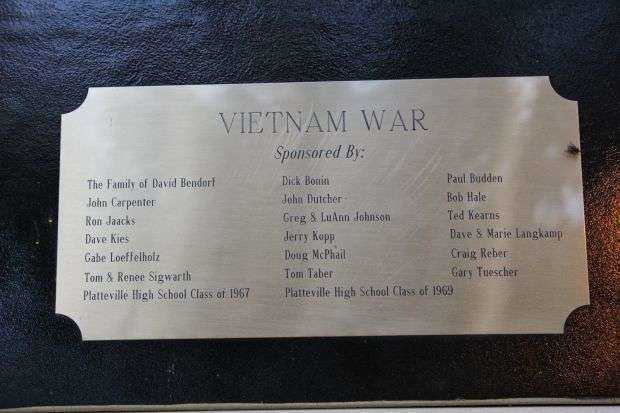 VIETNAM WAR
Sponsored By:
The Family of David Bendorf
John Carpenter
Ron Jaacks
Dave Kies
Gabe Loeffelholz
Tom & Renee Sigwarth
Platteville High School Class of 1967
Dick Bonin
John Dutcher
Greg & LuAnn Johnson
Jerry Kopp
Doug McPhail
Tom Taber
Platteville High School Class of 1969
Paul Budden
Bob Hale
Ted Kearns
Dave & Marie Langkamp
Craig Reber
Gary Tuescher